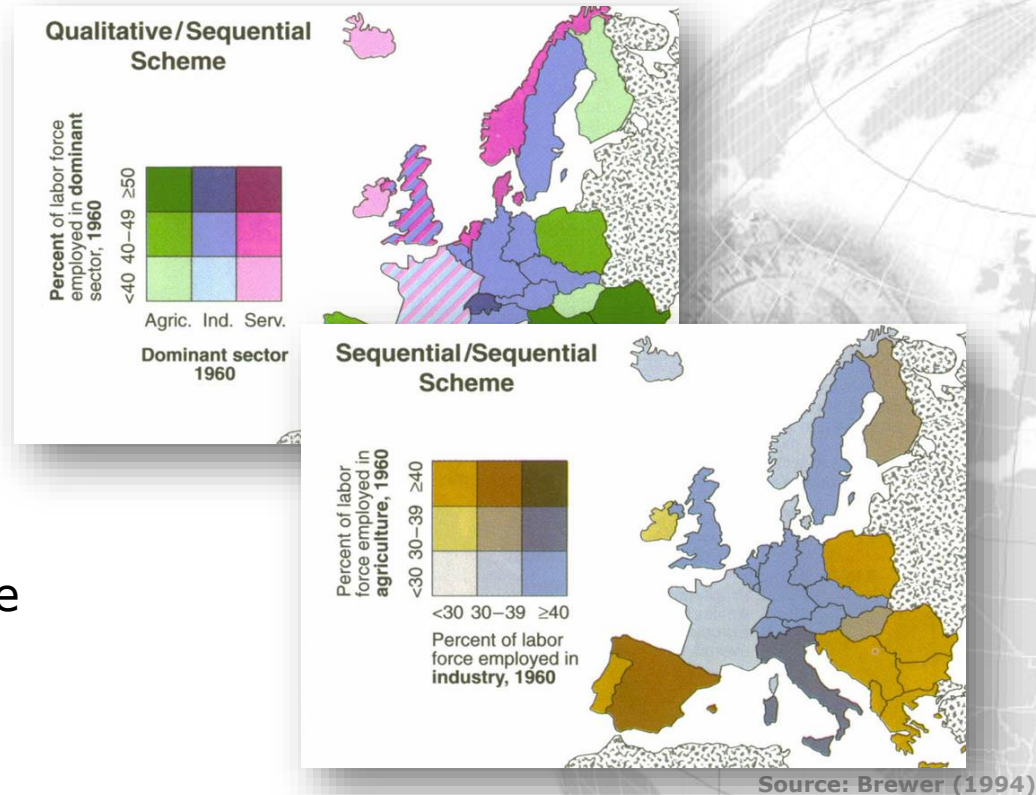 Qualitative/Sequential
Scheme
Percent of labor force
employed in dominant
sector, 1960
<40 40–49 ≥50
Agric. Ind. Serv.
Dominant sector
1960
Sequential/Sequential
Scheme
Percent of labor
force employed in
agriculture, 1960
<30 30–39 ≥40
<30 30–39 ≥40
Percent of labor
force employed in
industry, 1960
e
Source: Brewer (1994)